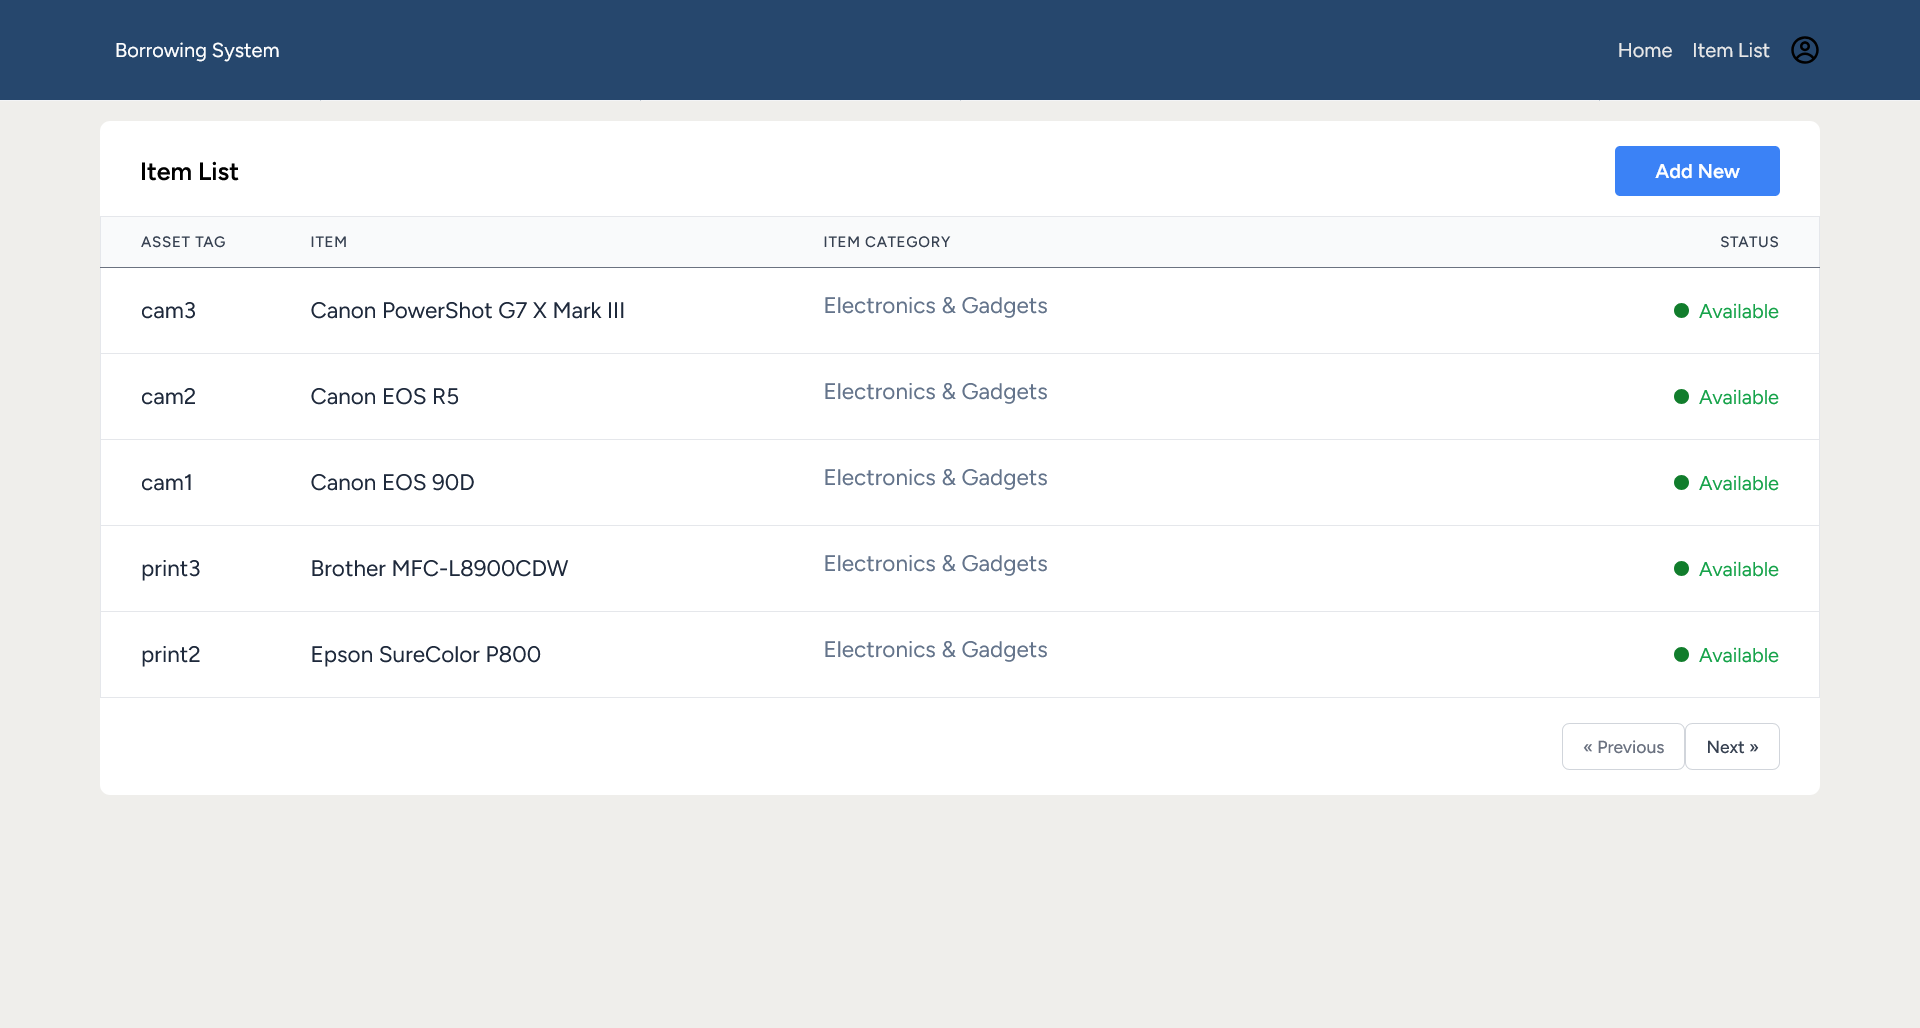 Borrowing System
Home Item List
Item List
Add New
ASSET TAG ITEM ITEM CATEGORY STATUS
cam3 Canon PowerShot G7 X Mark III Electronics & Gadgets Available
cam2 Canon EOS R5 Electronics & Gadgets Available
cam1 Canon EOS 90D Electronics & Gadgets Available
print3 Brother MFC-L8900CDW Electronics & Gadgets Available
print2 Epson SureColor P800 Electronics & Gadgets Available
« Previous Next »